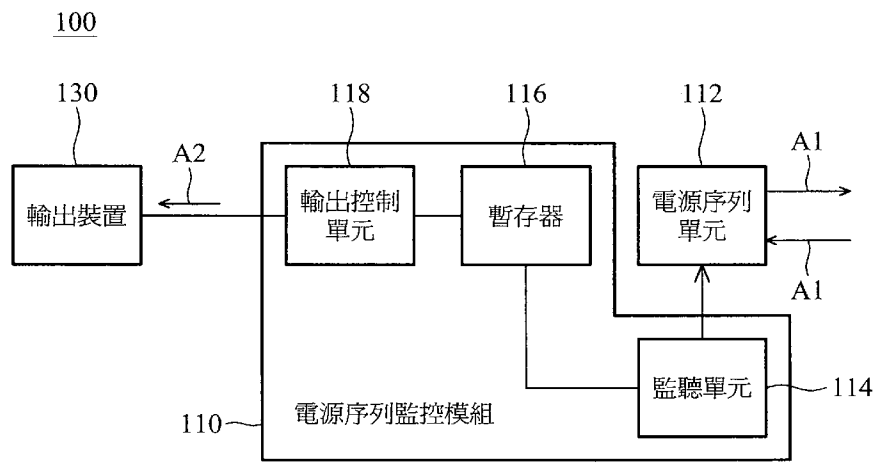 100
130
118
116
112
A2
A1
輸出裝置
輸出控制
單元
暫存器
電源序列
單元
A1
監聽單元
114
電源序列監控模組
110